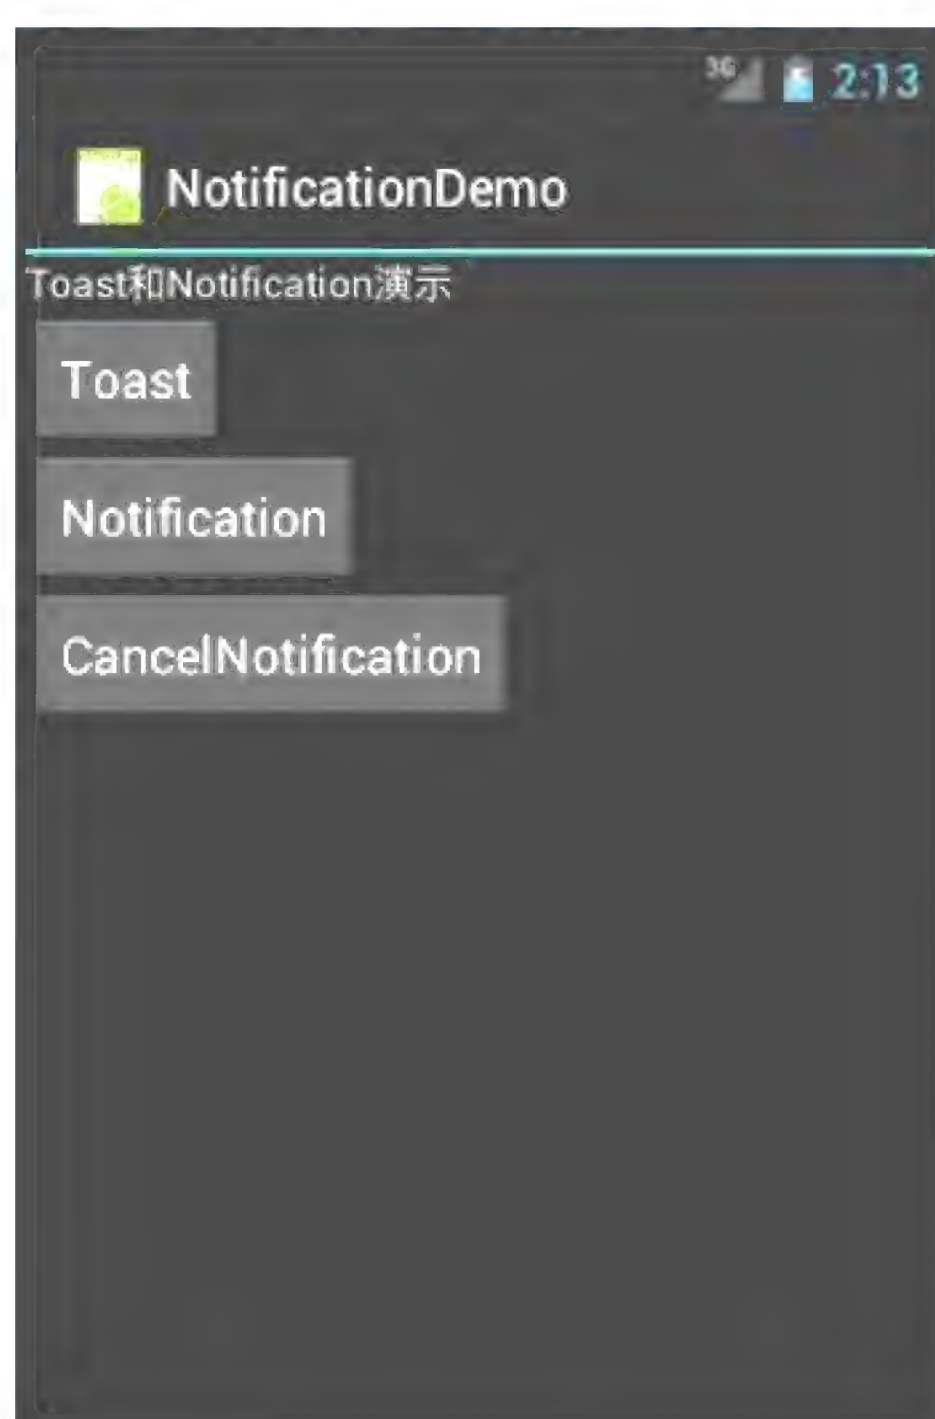 3G 2:13
NotificationDemo
Toast和Notification演示
Toast
Notification
CancelNotification